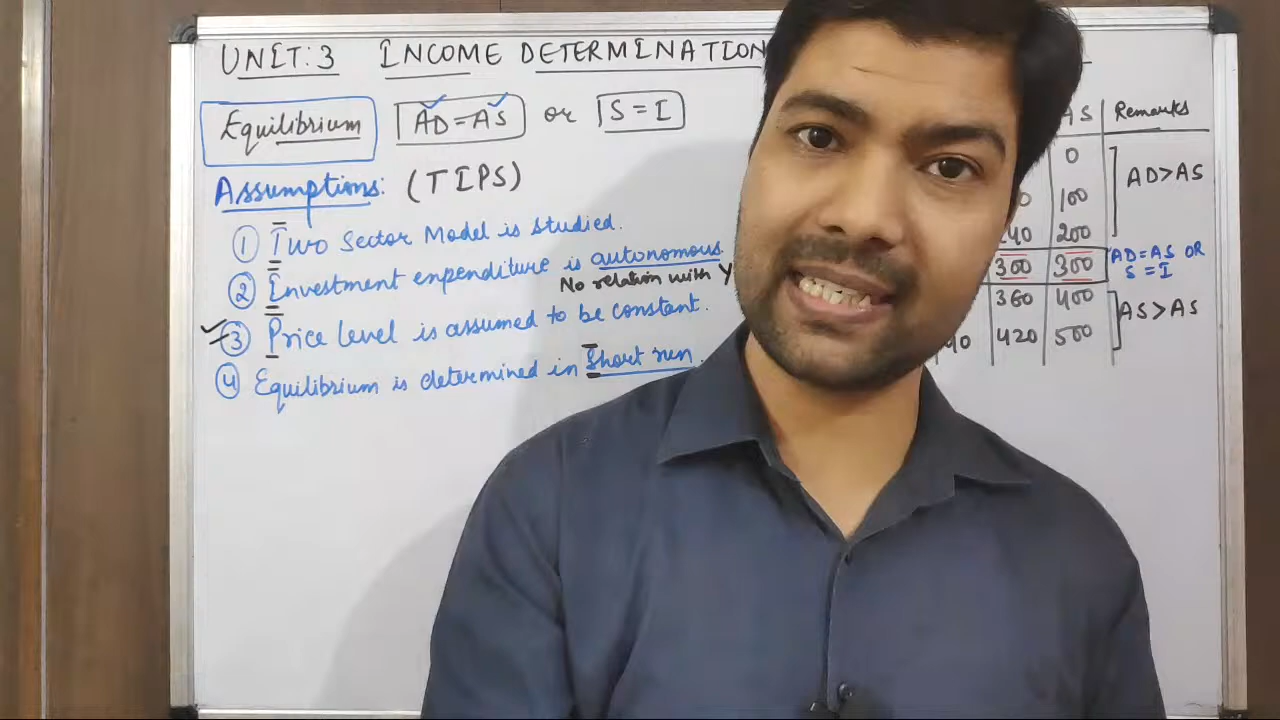 UNIT: 3 INCOME DETERMINATION
Equilibrium AD = AS or S = I
Assumptions: (TIPS)
① Two Sector Model is studied.
② Investment expenditure is autonomous
No relation with Y
③ Price level is assumed to be constant.
④ Equilibrium is determined in Short run.
AS Remarks
0
100
AD>AS
200
300 300 AD=AS OR
S = I
360 400 AS>AS
420 500